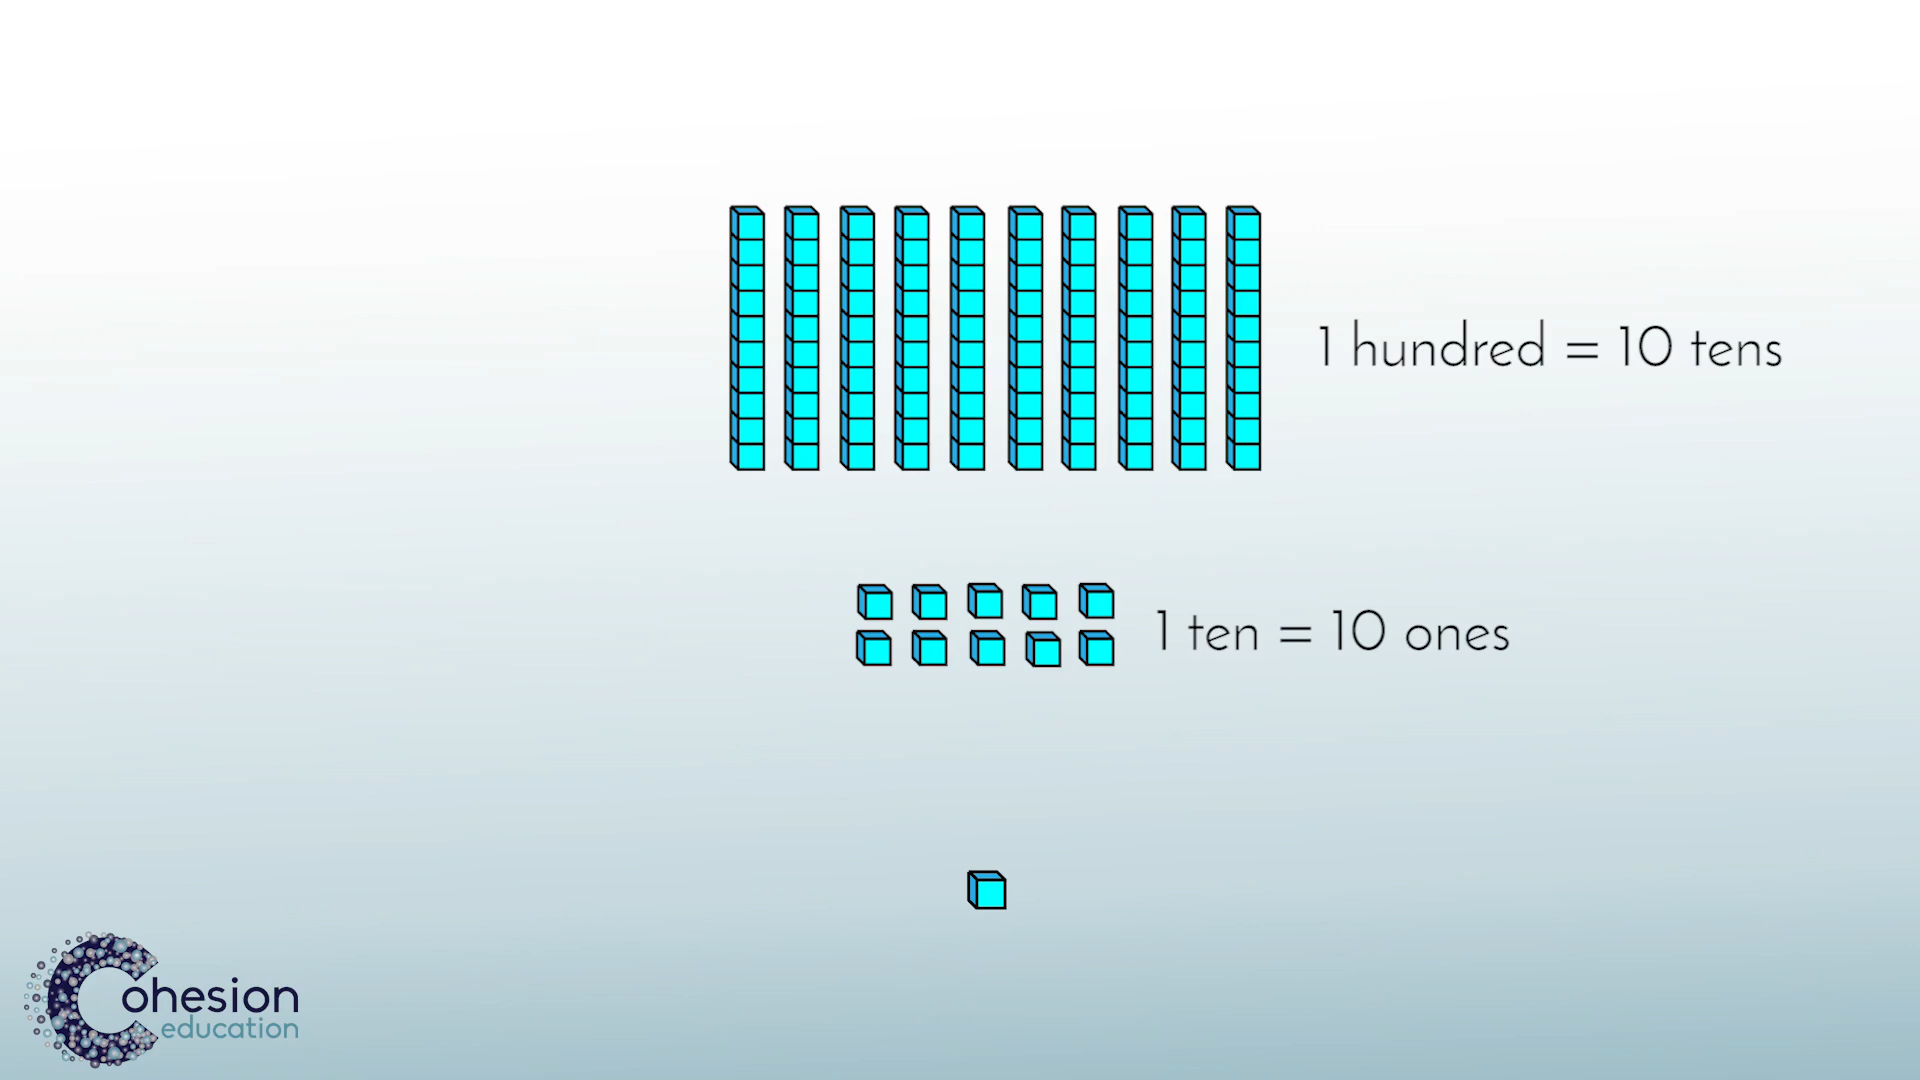 1 hundred = 10 tens
1 ten = 10 ones
Cohesion
education